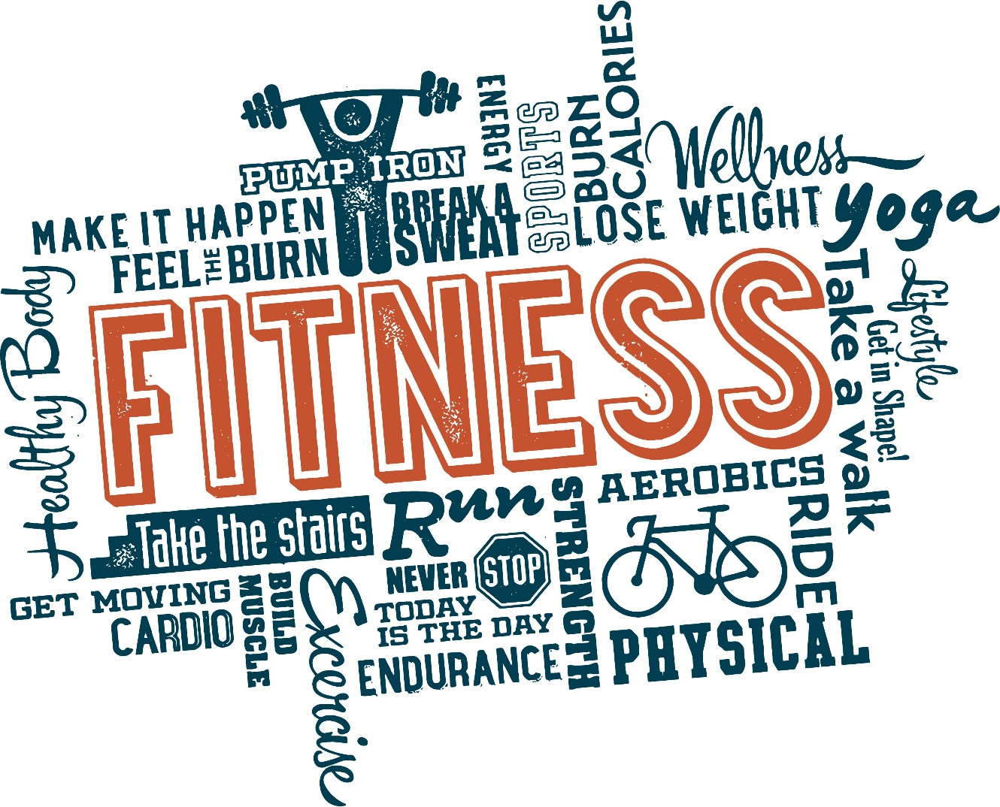 BURN
CALORIES
ENERGY
SPORTS
Wellness
PUMP IRON
MAKE IT HAPPEN
BREAK A
SWEAT
LOSE WEIGHT
yoga
FEEL THE BURN
Healthy Body
FITNESS
Take a walk
Lifestyle
Get in Shape!
Take the stairs
Run
STRENGTH
AEROBICS
RIDE
NEVER STOP
TODAY
IS THE DAY
GET MOVING
CARDIO
BUILD
MUSCLE
Excercise
ENDURANCE
PHYSICAL